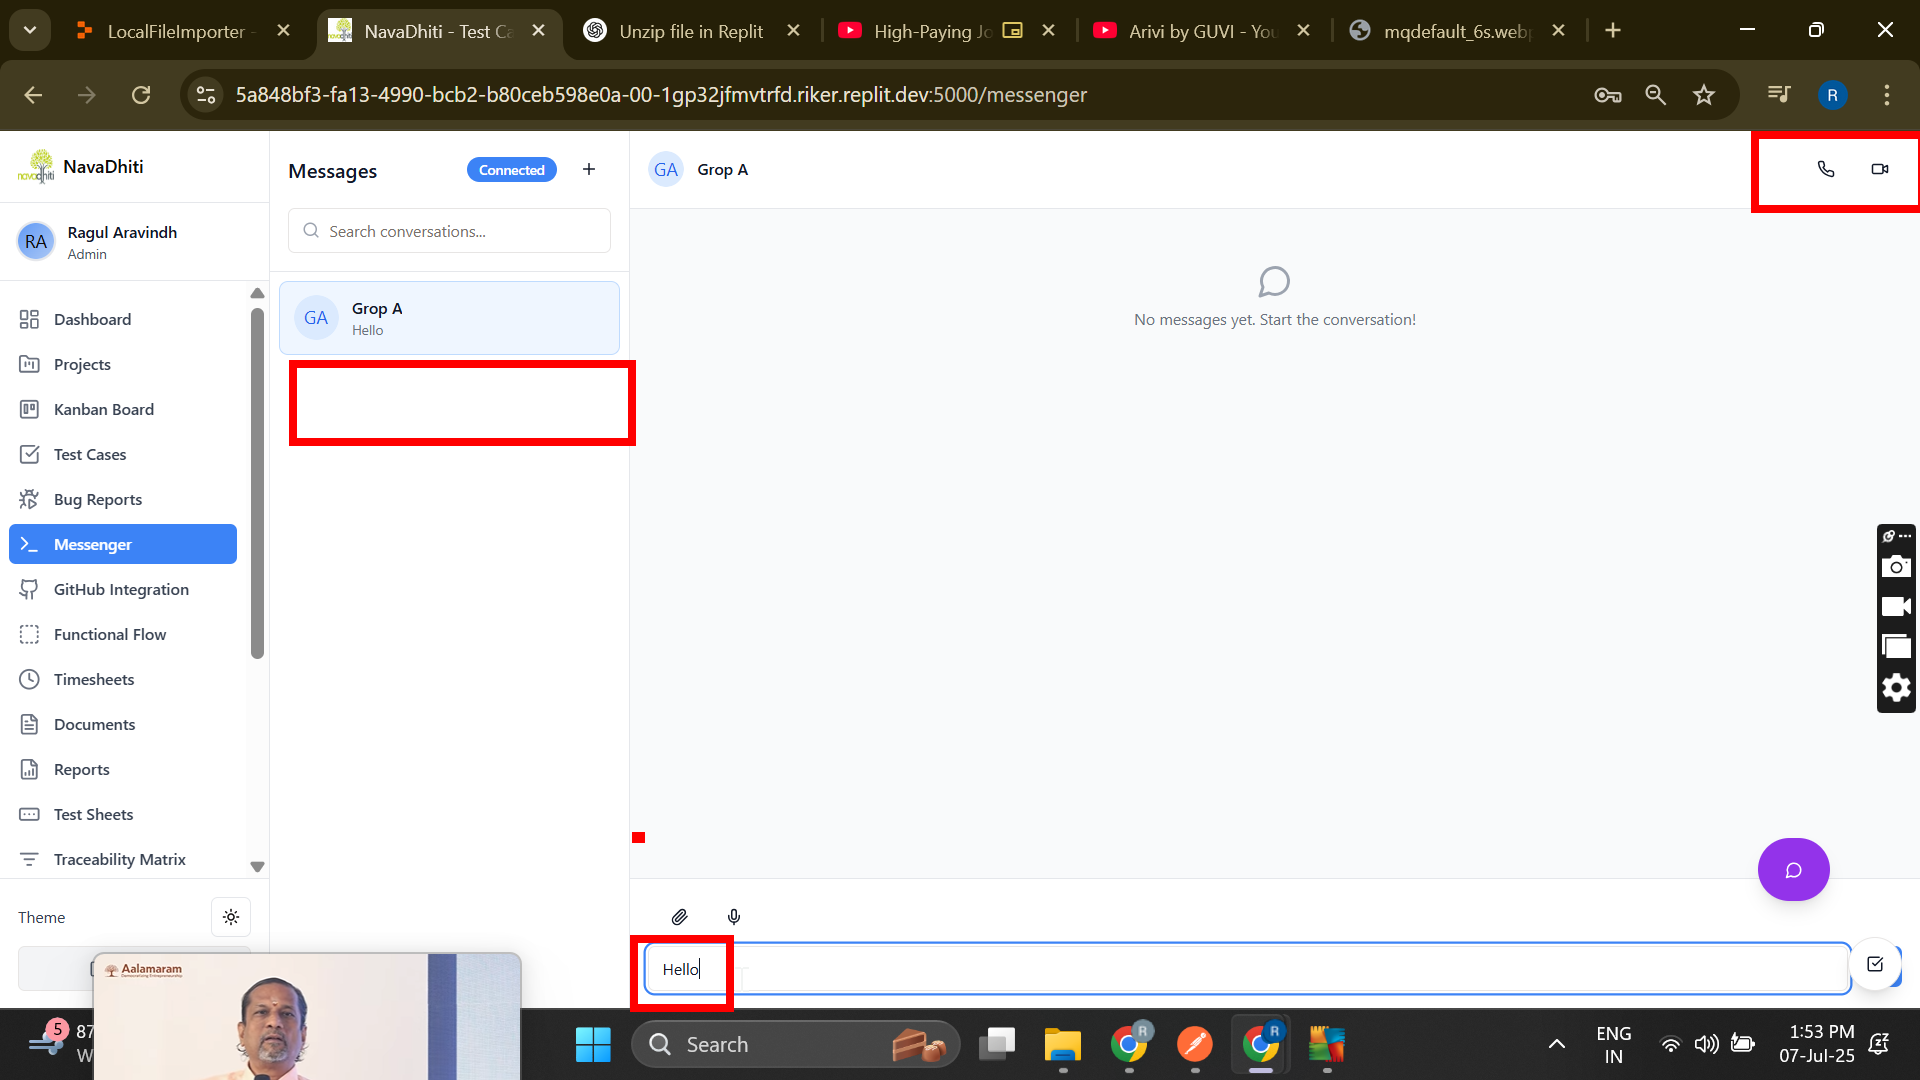 LocalFileImporter -
NavaDhiti - Test Ca
Unzip file in Replit
High-Paying Jo
Arivi by GUVI - You
mqdefault_6s.webp
5a848bf3-fa13-4990-bcb2-b80ceb598e0a-00-1gp32jfmvtrfd.riker.replit.dev:5000/messenger
R
navadhiti
NavaDhiti
RA
Ragul Aravindh
Admin
Dashboard
Projects
Kanban Board
Test Cases
Bug Reports
Messenger
GitHub Integration
Functional Flow
Timesheets
Documents
Reports
Test Sheets
Traceability Matrix
Theme
Messages
Connected
Search conversations...
GA
Grop A
Hello
GA
Grop A
No messages yet. Start the conversation!
Hello
Aalamaram
5
87
W
Search
R
R
ENG
IN
1:53 PM
07-Jul-25